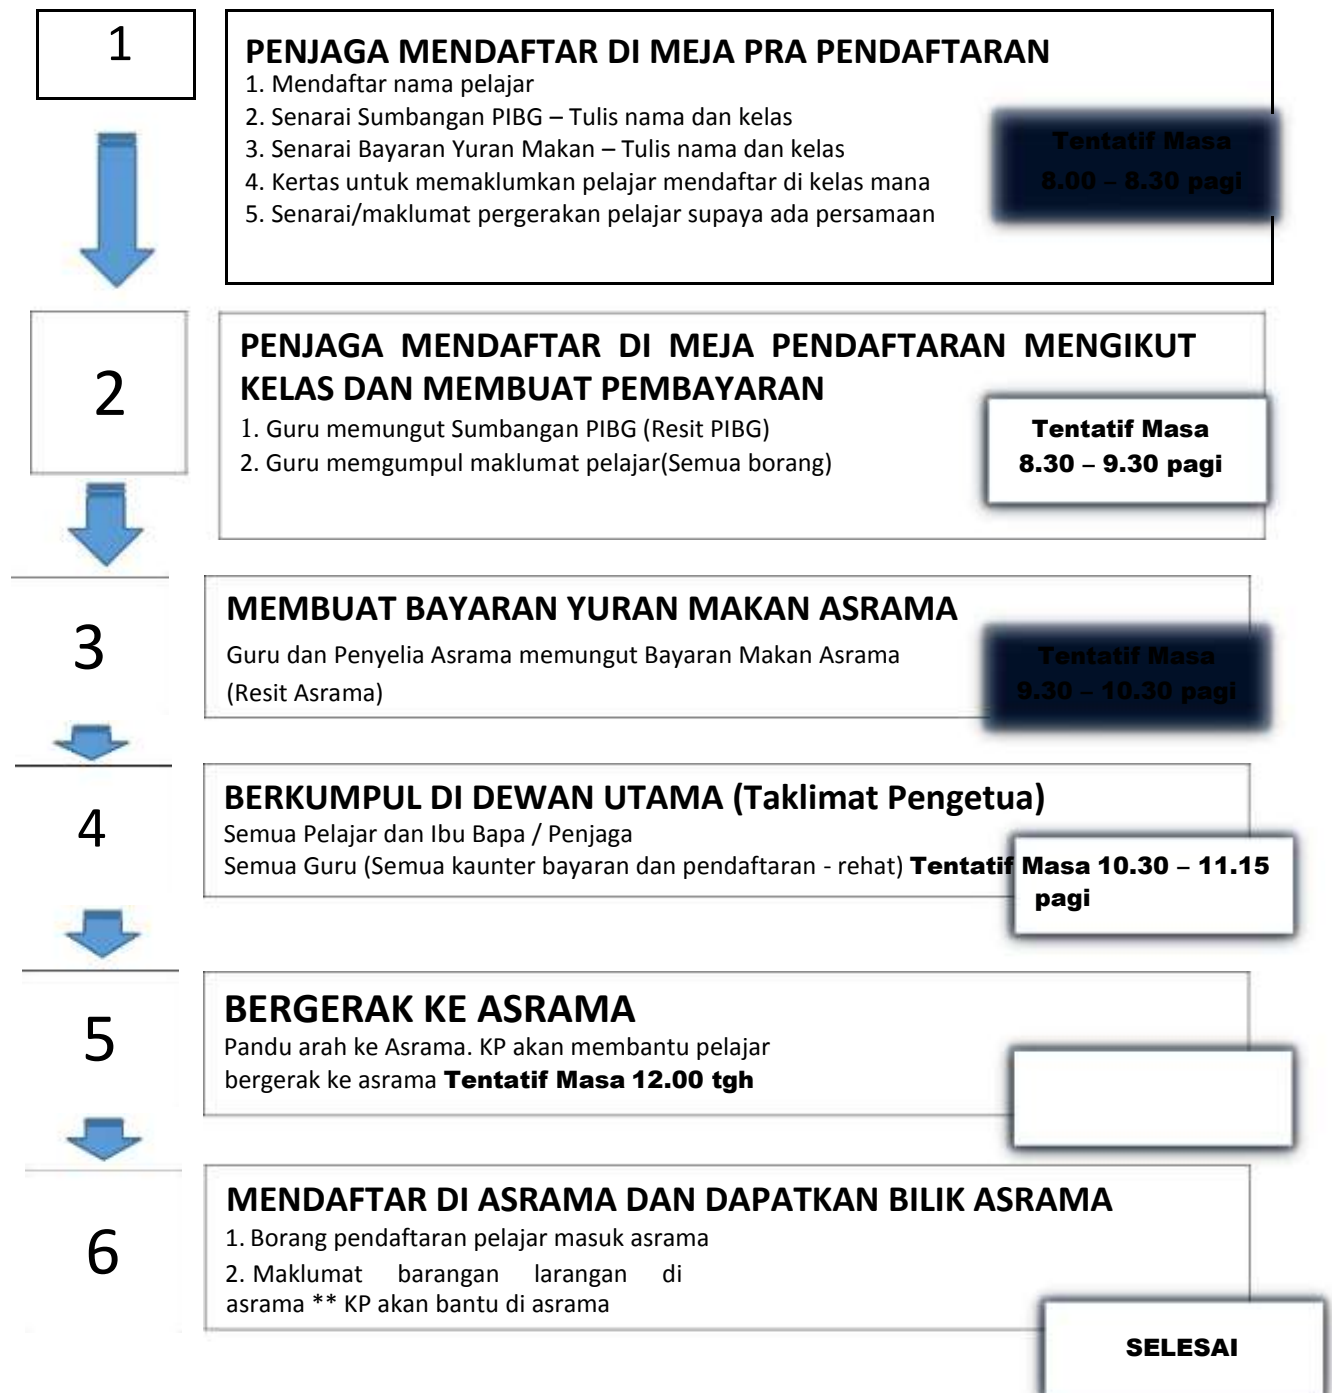 1
PENJAGA MENDAFTAR DI MEJA PRA PENDAFTARAN
1. Mendaftar nama pelajar
2. Senarai Sumbangan PIBG – Tulis nama dan kelas
3. Senarai Bayaran Yuran Makan – Tulis nama dan kelas
4. Kertas untuk memaklumkan pelajar mendaftar di kelas mana
5. Senarai/maklumat pergerakan pelajar supaya ada persamaan
Tentatif Masa
8.00 – 8.30 pagi
2
PENJAGA MENDAFTAR DI MEJA PENDAFTARAN MENGIKUT
KELAS DAN MEMBUAT PEMBAYARAN
1. Guru memungut Sumbangan PIBG (Resit PIBG)
2. Guru memgumpul maklumat pelajar(Semua borang)
Tentatif Masa
8.30 – 9.30 pagi
3
MEMBUAT BAYARAN YURAN MAKAN ASRAMA
Guru dan Penyelia Asrama memungut Bayaran Makan Asrama
(Resit Asrama)
Tentatif Masa
9.30 – 10.30 pagi
4
BERKUMPUL DI DEWAN UTAMA (Taklimat Pengetua)
Semua Pelajar dan Ibu Bapa / Penjaga
Semua Guru (Semua kaunter bayaran dan pendaftaran - rehat) Tentatif Masa 10.30 – 11.15
pagi
5
BERGERAK KE ASRAMA
Pandu arah ke Asrama. KP akan membantu pelajar
bergerak ke asrama Tentatif Masa 12.00 tgh
6
MENDAFTAR DI ASRAMA DAN DAPATKAN BILIK ASRAMA
1. Borang pendaftaran pelajar masuk asrama
2. Maklumat barangan larangan di
asrama ** KP akan bantu di asrama
SELESAI